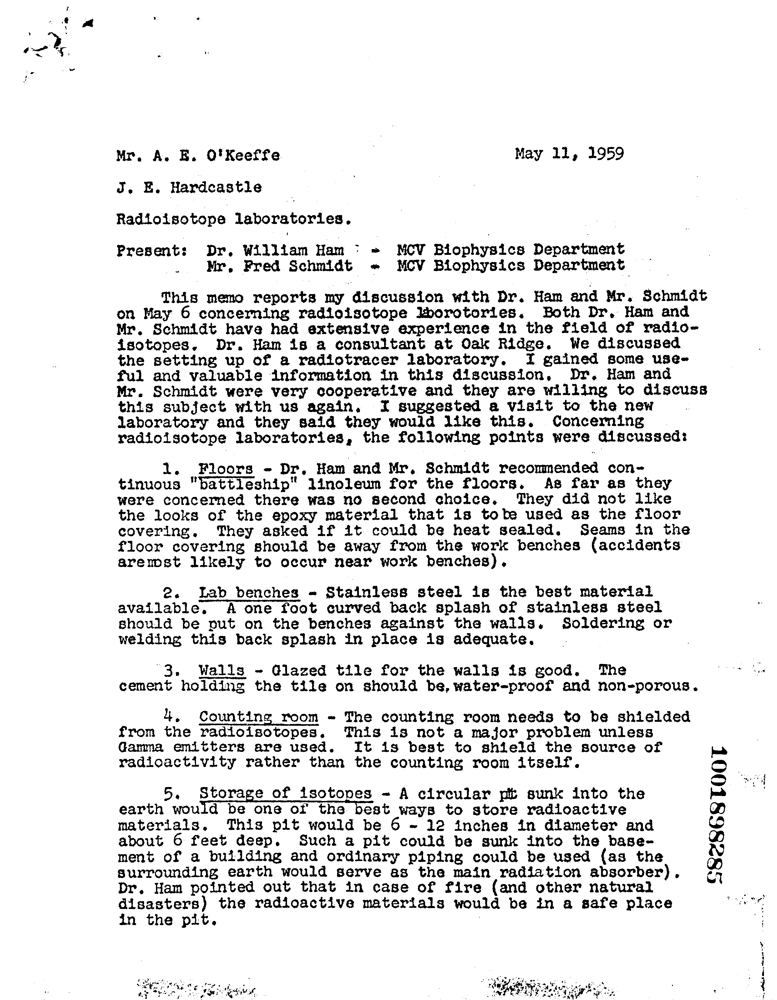 Mr. A. E. O'Keeffe May 11, 1959
J. E. Hardcastle
Radioisotope laboratories.
Present: Dr. William Ham - MCV Biophysics Department
Mr. Fred Schmidt - MCV Biophysics Department
This memo reports my discussion with Dr. Ham and Mr. Schmidt
on May 6 concerning radioisotope laborotories. Both Dr. Ham and
Mr. Schmidt have had extensive experience in the field of radio-
isotopes. Dr. Ham is a consultant at Oak Ridge. We discussed
the setting up of a radiotracer laboratory. I gained some use-
ful and valuable information in this discussion. Dr. Ham and
Mr. Schmidt were very cooperative and they are willing to discuss
this subject with us again. I suggested a visit to the new
laboratory and they said they would like this. Concerning
radioisotope laboratories, the following points were discussed:
1. Floors - Dr. Ham and Mr. Schmidt recommended con-
tinuous "battleship" linoleum for the floors. As far as they
were concerned there was no second choice. They did not like
the looks of the epoxy material that is to be used as the floor
covering. They asked if it could be heat sealed. Seams in the
floor covering should be away from the work benches (accidents
are most likely to occur near work benches).
2. Lab benches - Stainless steel is the best material
available. A one foot curved back splash of stainless steel
should be put on the benches against the walls. Soldering or
welding this back splash in place is adequate.
3. Walls - Glazed tile for the walls is good. The
cement holding the tile on should be, water-proof and non-porous.
4. Counting room - The counting room needs to be shielded
from the radioisotopes. This is not a major problem unless
Gamma emitters are used. It is best to shield the source of
radioactivity rather than the counting room itself.
5. Storage of isotopes - A circular pit sunk into the
earth would be one of the best ways to store radioactive
materials. This pit would be 6 - 12 inches in diameter and
about 6 feet deep. Such a pit could be sunk into the base-
ment of a building and ordinary piping could be used (as the
surrounding earth would serve as the main radiation absorber).
Dr. Ham pointed out that in case of fire (and other natural
disasters) the radioactive materials would be in a safe place
in the pit.
1001898285